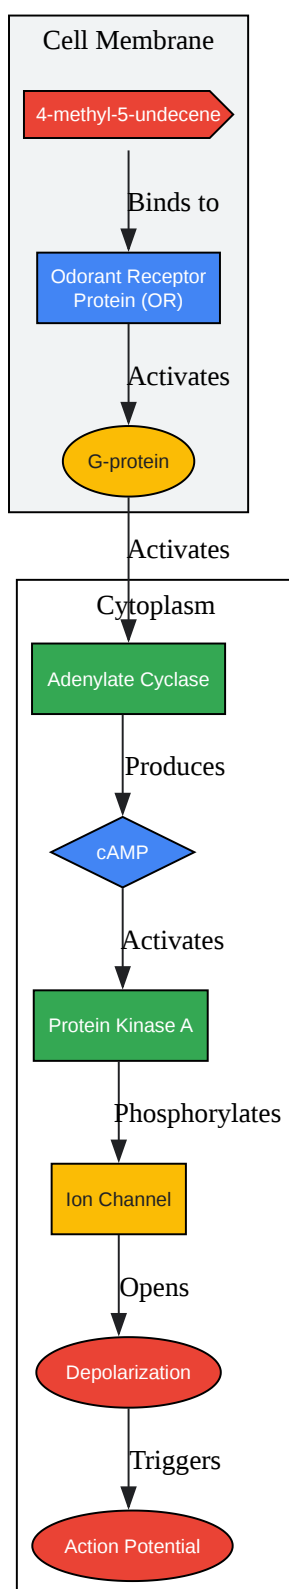 Cell Membrane
4-methyl-5-undecene
Binds to
Odorant Receptor
Protein (OR)
Activates
G-protein
Activates
Cytoplasm
Adenylate Cyclase
Produces
cAMP
Activates
Protein Kinase A
Phosphorylates
Ion Channel
Opens
Depolarization
Triggers
Action Potential